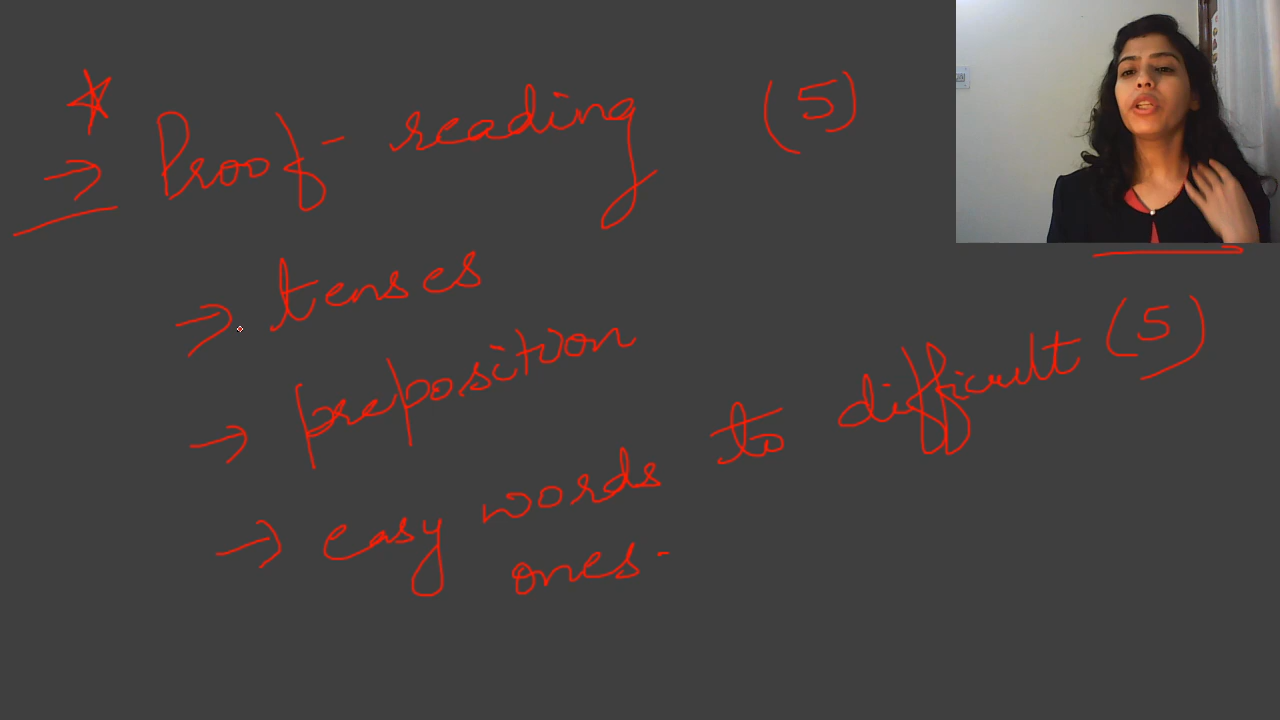 * → Proof-reading (5)
→ tenses
→ preposition
→ easy words to difficult (5)
ones.